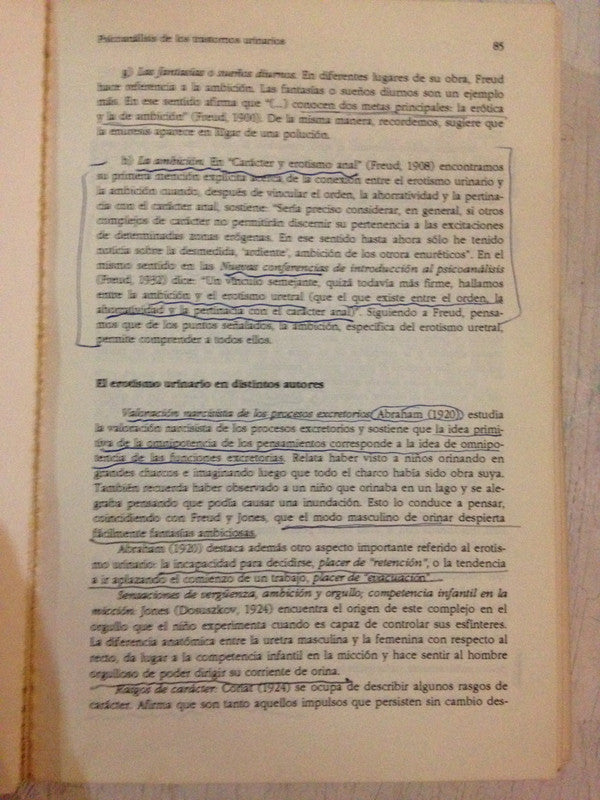 Psicoanálisis de los trastornos urinarios
85
g) Las fantasías o sueños diurnos. En diferentes lugares de su obra, Freud
hace referencia a la ambición. Las fantasías o sueños diurnos son un ejemplo
más. En ese sentido afirma que "(...) conocen dos metas principales: la erótica
y la de ambición!" (Freud, 1900). De la misma manera, recordemos, sugiere que
la enuresis aparece en lugar de una polución.
h) La ambición. En "Carácter y erotismo anal" (Freud, 1908) encontramos
su primera mención explícita acerca de la conexión entre el erotismo urinario y
la ambición cuando, después de vincular el orden, la ahorratividad y la pertina-
cia con el carácter anal, sostiene: "Sería preciso considerar, en general, si otros
complejos de carácter no permitirán discernir su pertenencia a las excitaciones
de determinadas zonas erógenas. En ese sentido hasta ahora sólo he tenido
noticia sobre la desmedida, 'ardiente', ambición de los otrora enuréticos". En el
mismo sentido en las Nuevas conferencias de introducción al psicoanálisis
(Freud, 1932) dice: "Un vínculo semejante, quizá todavía más firme, hallamos
entre la ambición y el erotismo uretral (que el que existe entre el orden, la
ahorratividad y la pertinacia con el carácter anal)". Siguiendo a Freud, pensa-
mos que de los puntos señalados, la ambición, específica del erotismo uretral,
permite comprender a todos ellos.
El erotismo urinario en distintos autores
Valoración narcisista de los procesos excretorios: Abraham (1920) estudia
la valoración narcisista de los procesos excretorios y sostiene que la idea primi-
tiva de la omnipotencia de los pensamientos corresponde a la idea de omnipo-
tencia de las funciones excretorias. Relata haber visto a niños orinando en
grandes charcos e imaginando luego que todo el charco había sido obra suya.
También recuerda haber observado a un niño que orinaba en un lago y se ale-
graba pensando que podía causar una inundación. Esto lo conduce a pensar,
coincidiendo con Freud y Jones, que el modo masculino de orinar despierta
fácilmente fantasías ambiciosas.
Abraham (1920) destaca además otro aspecto importante referido al erotis-
mo urinario: la incapacidad para decidirse, placer de "retención", o la tendencia
a ir aplazando el comienzo de un trabajo, placer de "evacuación".
Sensaciones de vergüenza, ambición y orgullo; competencia infantil en la
micción: Jones (Dosuszkov, 1924) encuentra el origen de este complejo en el
orgullo que el niño experimenta cuando es capaz de controlar sus esfínteres.
La diferencia anatómica entre la uretra masculina y la femenina con respecto al
recto, da lugar a la competencia infantil en la micción y hace sentir al hombre
orgulloso de poder dirigir su corriente de orina.
Rasgos de carácter: Coriat (1924) se ocupa de describir algunos rasgos de
carácter. Afirma que son tanto aquellos impulsos que persisten sin cambio des-